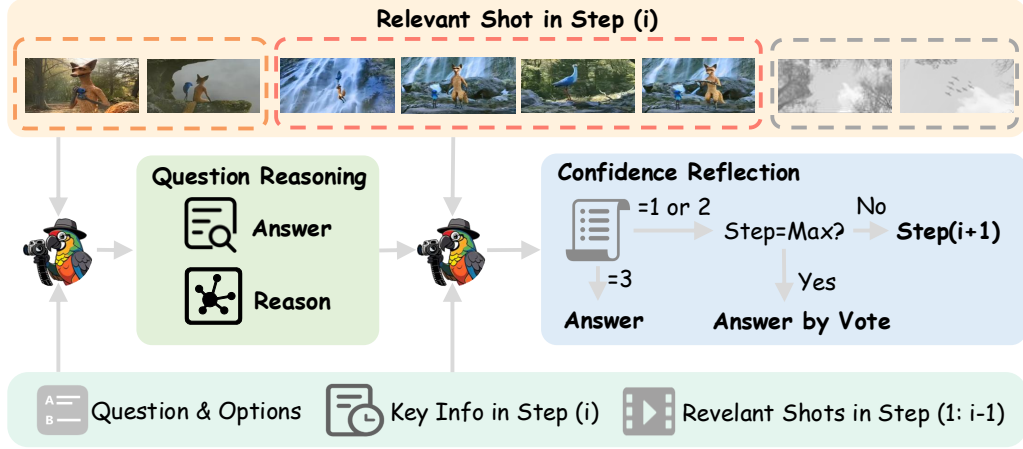 Relevant Shot in Step (i)
Question Reasoning
Answer
Reason
Confidence Reflection
=1 or 2
Step=Max?
No
Step(i+1)
=3
Yes
Answer
Answer by Vote
A
B
Question & Options
Key Info in Step (i)
Revelant Shots in Step (1: i-1)